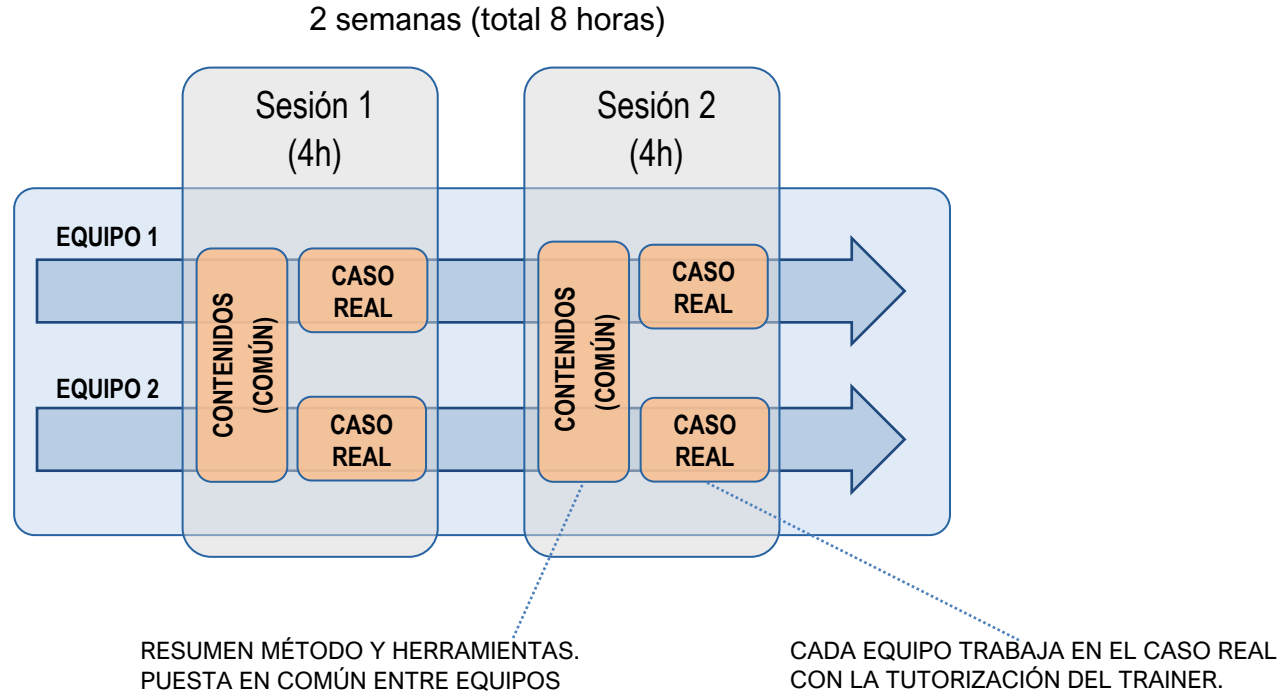 2 semanas (total 8 horas)
Sesión 1
(4h)
Sesión 2
(4h)
EQUIPO 1
CONTENIDOS
(COMÚN)
CASO
REAL
CONTENIDOS
(COMÚN)
CASO
REAL
EQUIPO 2
CASO
REAL
CASO
REAL
RESUMEN MÉTODO Y HERRAMIENTAS.
PUESTA EN COMÚN ENTRE EQUIPOS
CADA EQUIPO TRABAJA EN EL CASO REAL
CON LA TUTORIZACIÓN DEL TRAINER.